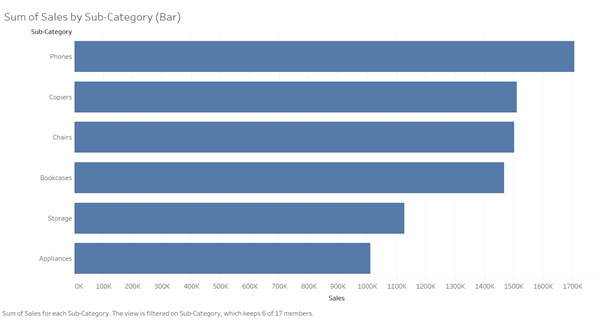 Sum of Sales by Sub-Category (Bar)
Sub-Category
Phones
Copiers
Chairs
Bookcases
Storage
Appliances
0K 100K 200K 300K 400K 500K 600K 700K 800K 900K 1000K 1100K 1200K 1300K 1400K 1500K 1600K 1700K
Sales
Sum of Sales for each Sub-Category. The view is filtered on Sub-Category, which keeps 6 of 17 members.